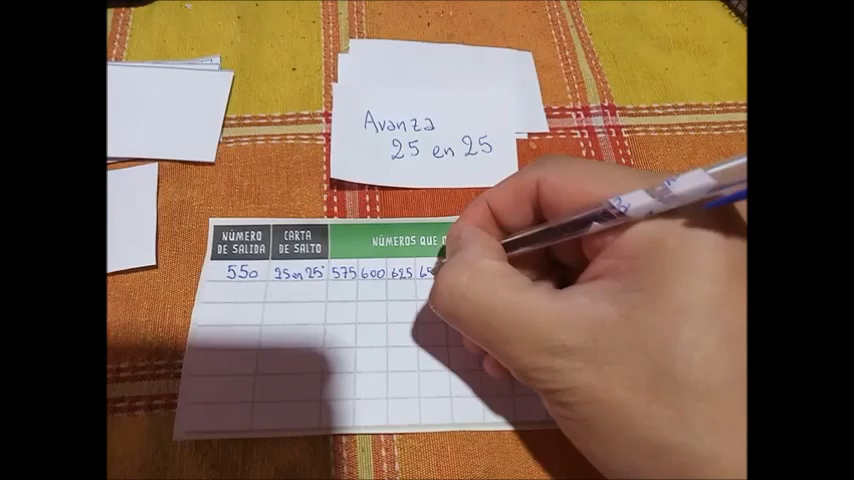 Avanza
25 en 25
NÚMERO DE SALIDA
CARTA DE SALTO
NÚMEROS QUE
550 25 en 25 575 600 625